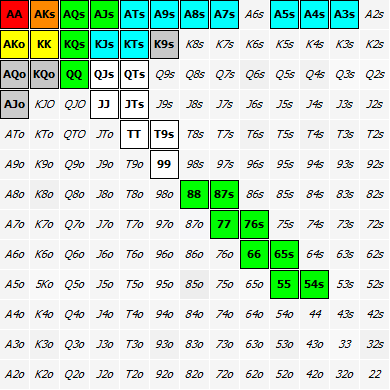 AA AKs AQs AJs ATs A9s A8s A7s A6s A5s A4s A3s A2s
AKo KK KQs KJs KTs K9s K8s K7s K6s K5s K4s K3s K2s
AQo KQo QQ QJs QTs Q9s Q8s Q7s Q6s Q5s Q4s Q3s Q2s
AJo KJO QJO JJ JTs J9s J8s J7s J6s J5s J4s J3s J2s
ATo KTo QTO JTo TT T9s T8s T7s T6s T5s T4s T3s T2s
A9o K9o Q9o J9o T9o 99 98s 97s 96s 95s 94s 93s 92s
A8o K8o Q8o J8o T8o 98o 88 87s 86s 85s 84s 83s 82s
A7o K7o Q7o J7o T7o 97o 87o 77 76s 75s 74s 73s 72s
A6o K6o Q6o J6o T6o 96o 86o 76o 66 65s 64s 63s 62s
A5o 5Ko Q5o J5o T5o 95o 85o 75o 65o 55 54s 53s 52s
A4o K4o Q4o J4o T4o 94o 84o 74o 64o 54o 44 43s 42s
A3o K3o Q3o J3o T3o 93o 83o 73o 63o 53o 43o 33 32s
A2o K2o Q2o J2o T2o 92o 82o 72o 62o 52o 42o 32o 22